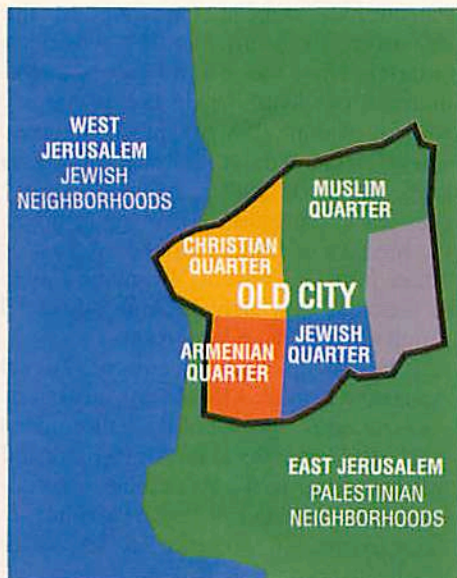 WEST
JERUSALEM
JEWISH
NEIGHBORHOODS
MUSLIM
QUARTER
CHRISTIAN
QUARTER
OLD CITY
ARMENIAN
QUARTER
JEWISH
QUARTER
EAST JERUSALEM
PALESTINIAN
NEIGHBORHOODS